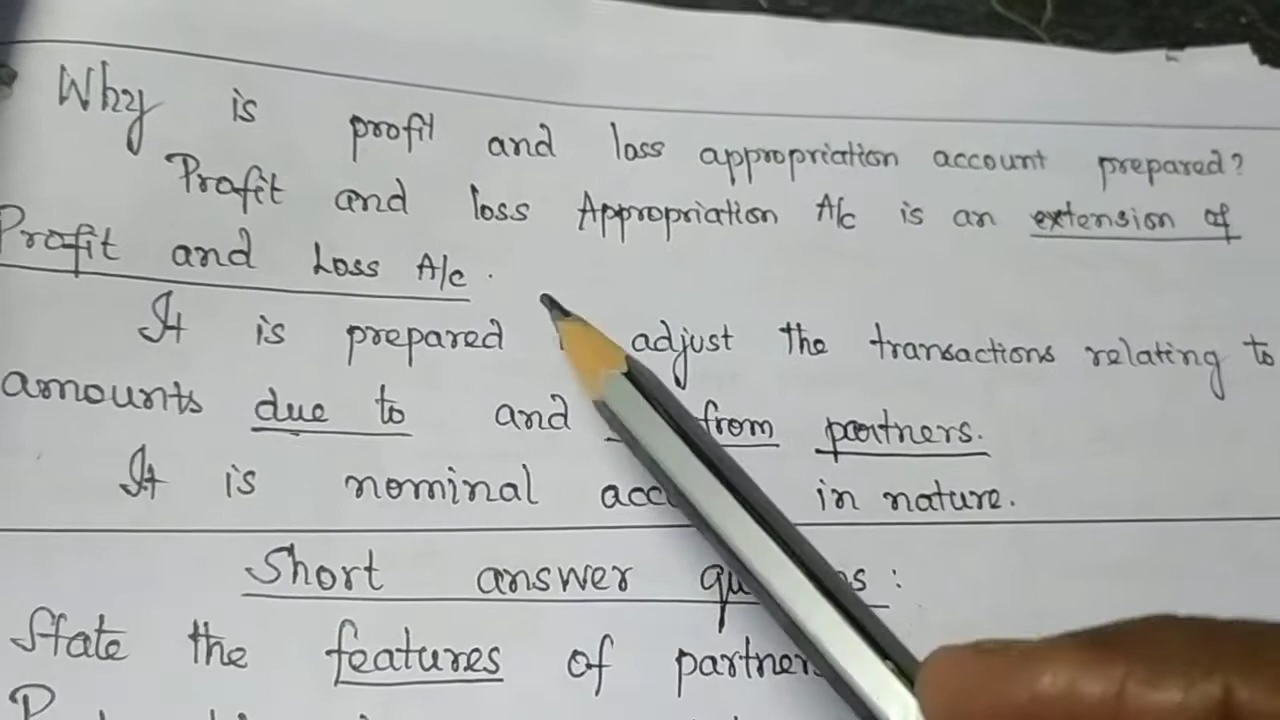 Why is profit and loss appropriation account prepared?
Profit and loss Appropriation A/c is an extension of
Profit and Loss A/c.
It is prepared adjust the transactions relating to
amounts due to and from partners.
It is nominal in nature.
Short answer :
State the features of